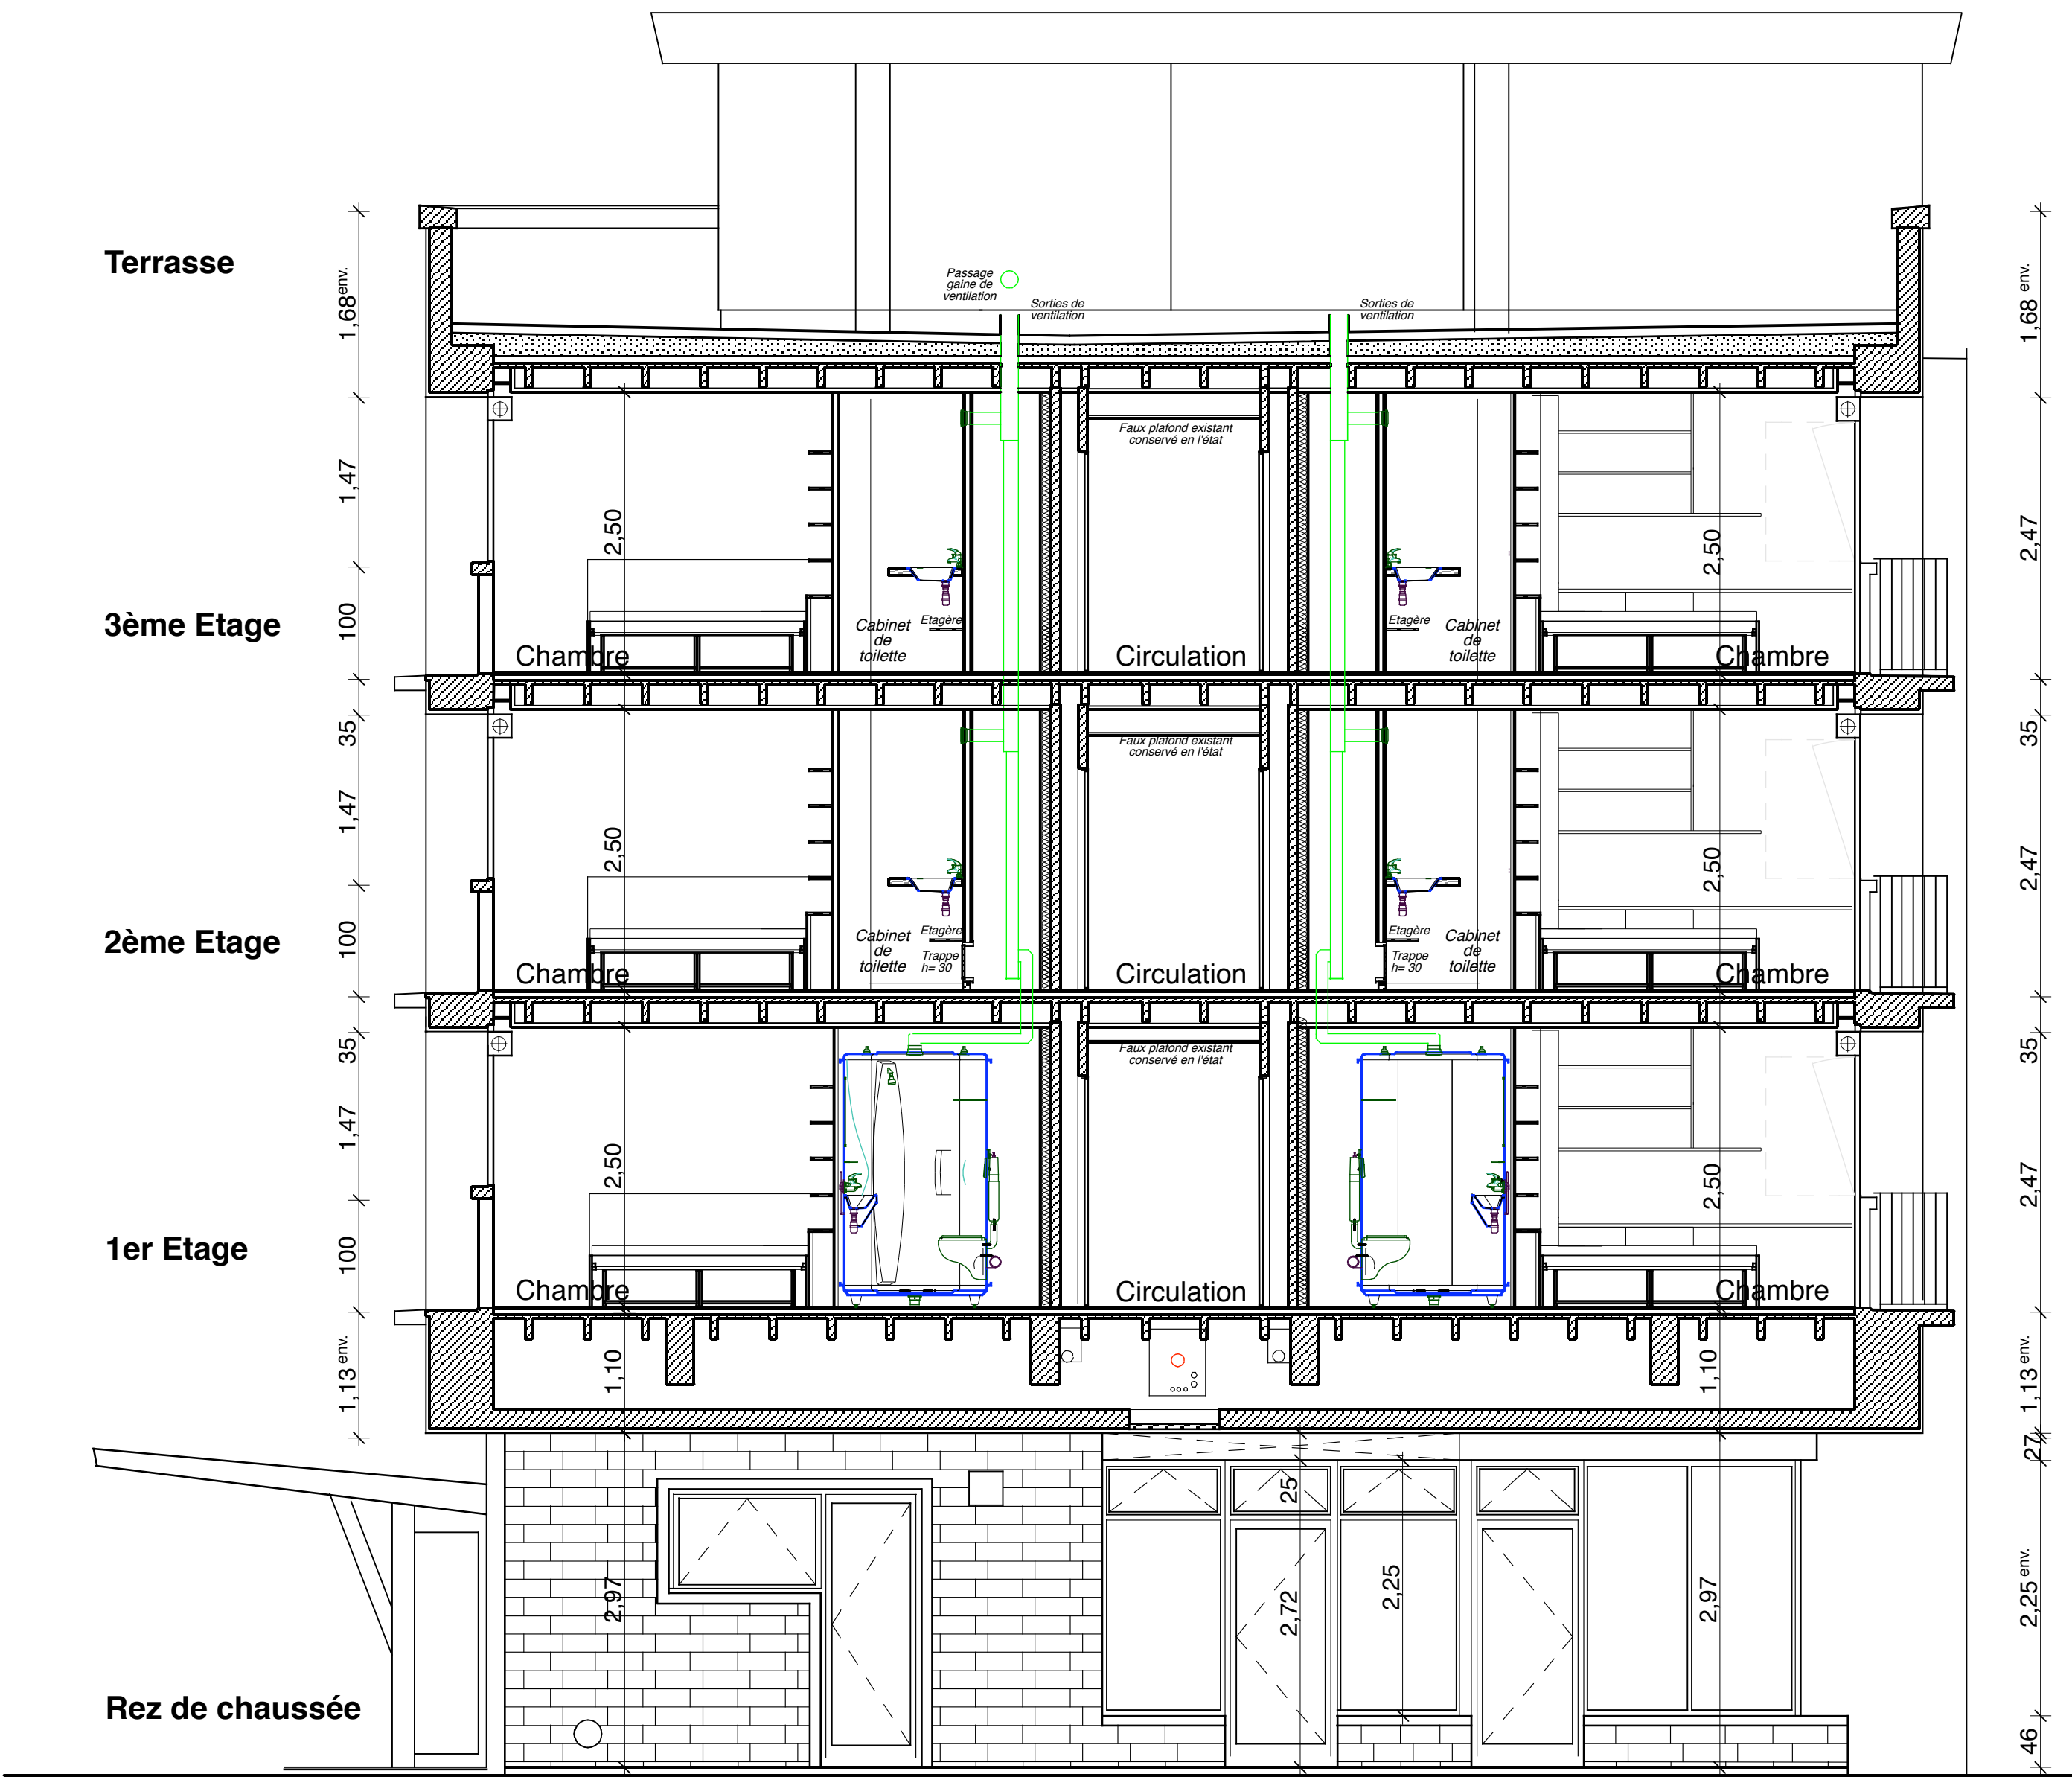 Terrasse
1,68 env.
Passage
gaine de
ventilation
Sorties de
ventilation
Sorties de
ventilation
1,68 env.
3ème Etage
1,47
100
2,50
Chambre
Cabinet
de
toilette
Etagère
Faux plafond existant
conservé en l'état
Circulation
Etagère
Cabinet
de
toilette
2,50
Chambre
2,47
2ème Etage
35
1,47
100
2,50
Chambre
Cabinet
de
toilette
Etagère
Trappe
h= 30
Faux plafond existant
conservé en l'état
Circulation
Etagère
Trappe
h= 30
Cabinet
de
toilette
2,50
Chambre
35
2,47
1er Etage
35
1,47
100
2,50
Chambre
Faux plafond existant
conservé en l'état
Circulation
2,50
Chambre
35
2,47
1,13 env.
1,10
1,10
1,13 env.
27
Rez de chaussée
2,97
25
2,72
2,25
2,97
2,25 env.
46